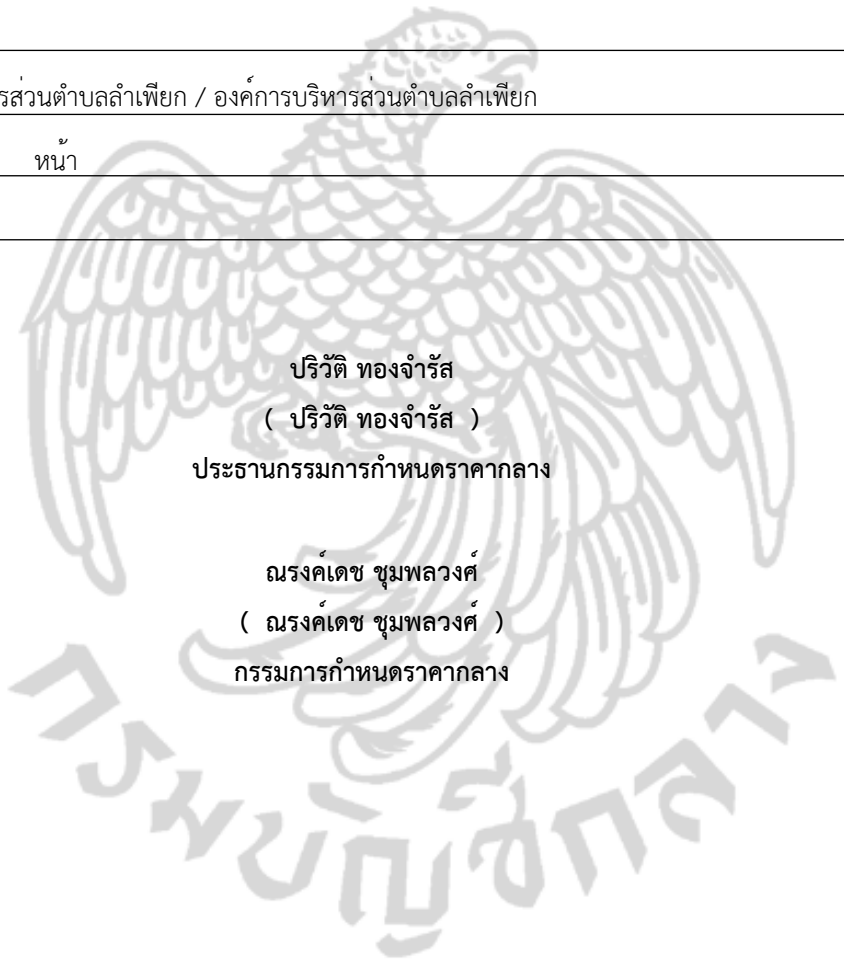 รส่วนตำบลลำเพียก / องค์การบริหารส่วนตำบลลำเพียก
หน้า
ปริวัติ ทองจำรัส
( ปริวัติ ทองจำรัส )
ประธานกรรมการกำหนดราคากลาง
ณรงค์เดช ชุมพลวงศ์
( ณรงค์เดช ชุมพลวงศ์ )
กรรมการกำหนดราคากลาง
กรมบัญชีกลาง